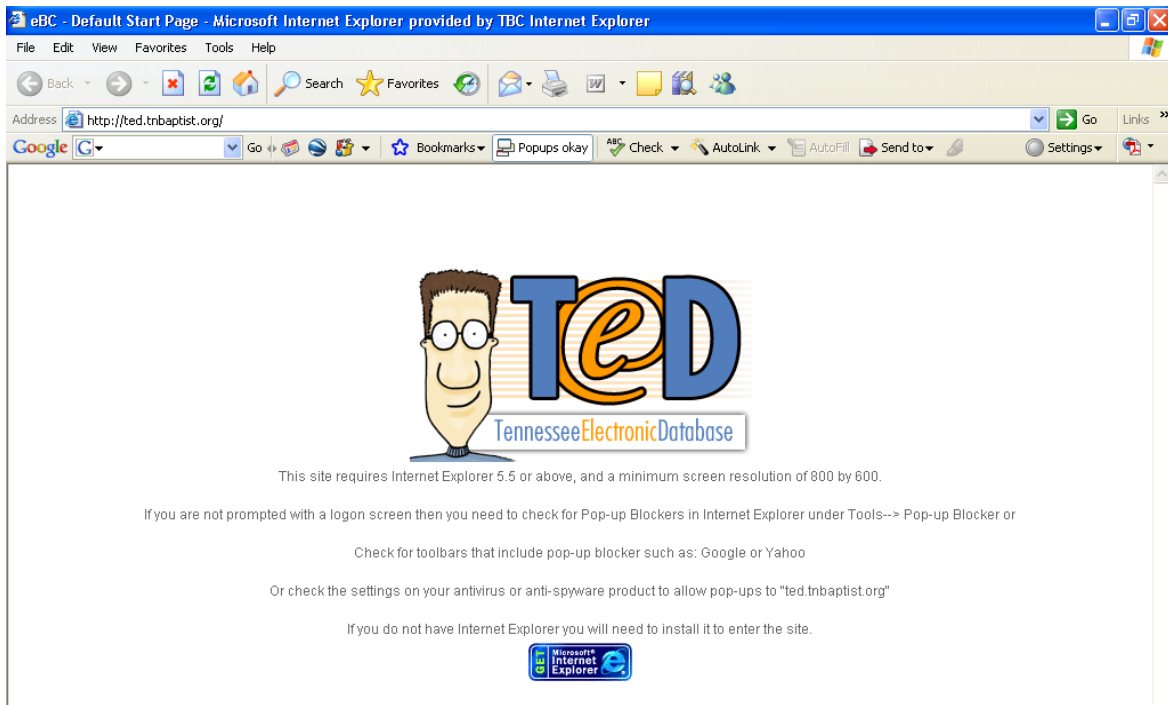 eBC - Default Start Page - Microsoft Internet Explorer provided by TBC Internet Explorer
File Edit View Favorites Tools Help
Back Search Favorites W
Address http://ted.tnbaptist.org/ Go Links »
Google G Go Bookmarks Popups okay ABC Check AutoLink AutoFill Send to Settings
T@D
TennesseeElectronicDatabase
This site requires Internet Explorer 5.5 or above, and a minimum screen resolution of 800 by 600.
If you are not prompted with a logon screen then you need to check for Pop-up Blockers in Internet Explorer under Tools--> Pop-up Blocker or
Check for toolbars that include pop-up blocker such as: Google or Yahoo
Or check the settings on your antivirus or anti-spyware product to allow pop-ups to "ted.tnbaptist.org"
If you do not have Internet Explorer you will need to install it to enter the site.
GET Microsoft® Internet Explorer